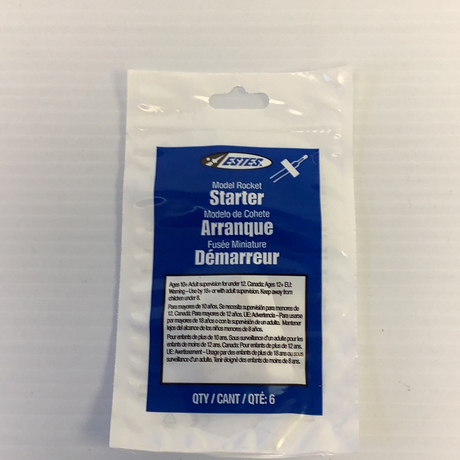 ESTES.
Model Rocket
Starter
Modelo de Cohete
Arranque
Fusée Miniature
Démarreur
Ages 10+ Adult supervision for under 12. Canada: Ages 12+ EU:
Warning – Use by 18+ or with adult supervision. Keep away from
children under 8.
Para mayores de 10 años. Se necesita supervisión para menores de
12. Canadá: Para mayores de 12 años. UE: Advertencia - Para usarse
por mayores de 18 años o con la supervisión de un adulto. Mantener
lejos del alcance de los niños menores de 8 años.
Pour enfants de plus de 10 ans. Sous surveillance d'un adulte pour les
enfants de moins de 12 ans. Canada: Pour enfants de plus de 12 ans.
UE: Avertissement – Usage par des enfants de plus de 18 ans ou sous
surveillance d'un adulte. Tenir éloigné des enfants de moins de 8 ans.
QTY / CANT / QTÉ: 6